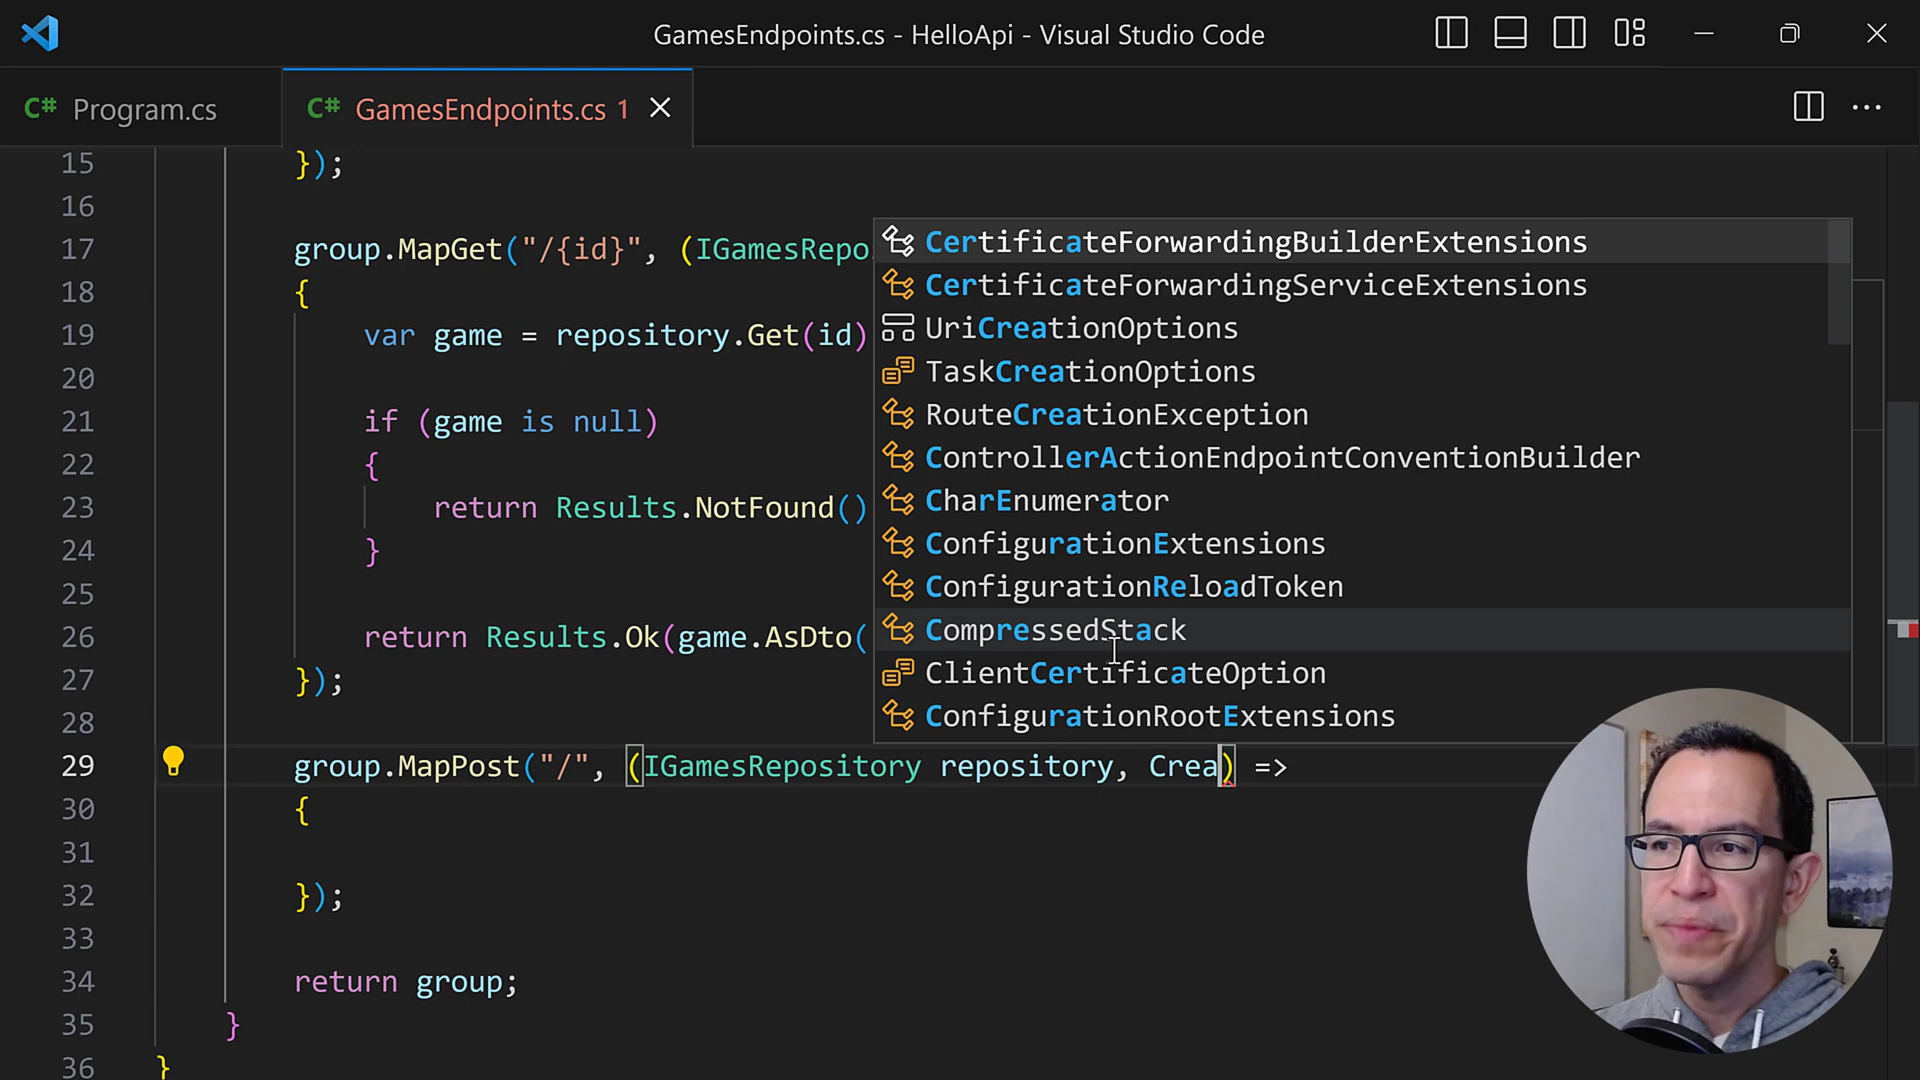 GamesEndpoints.cs - HelloApi - Visual Studio Code
C# Program.cs
C# GamesEndpoints.cs 1
15 });
16
17 group.MapGet("/{id}", (IGamesRepo
18 {
19 var game = repository.Get(id)
20
21 if (game is null)
22 {
23 return Results.NotFound()
24 }
25
26 return Results.Ok(game.AsDto(
27 });
28
CertificateForwardingBuilderExtensions
CertificateForwardingServiceExtensions
UriCreationOptions
TaskCreationOptions
RouteCreationException
ControllerActionEndpointConventionBuilder
CharEnumerator
ConfigurationExtensions
ConfigurationReloadToken
CompressedStack
ClientCertificateOption
ConfigurationRootExtensions
29 group.MapPost("/", (IGamesRepository repository, Crea) =>
30 {
31
32 });
33
34 return group;
35 }
36 }